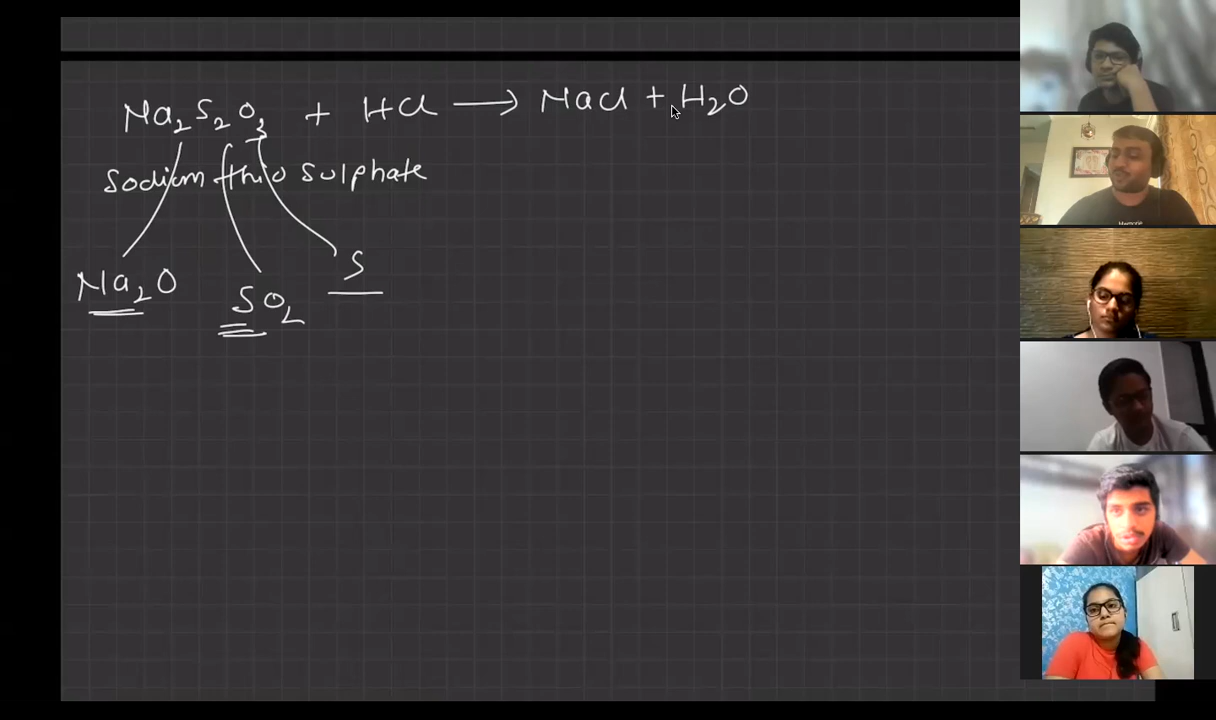 Na₂S₂O₃ + HCl ⟶ NaCl + H₂O
Sodium thio sulphate
Na₂O SO₂ S